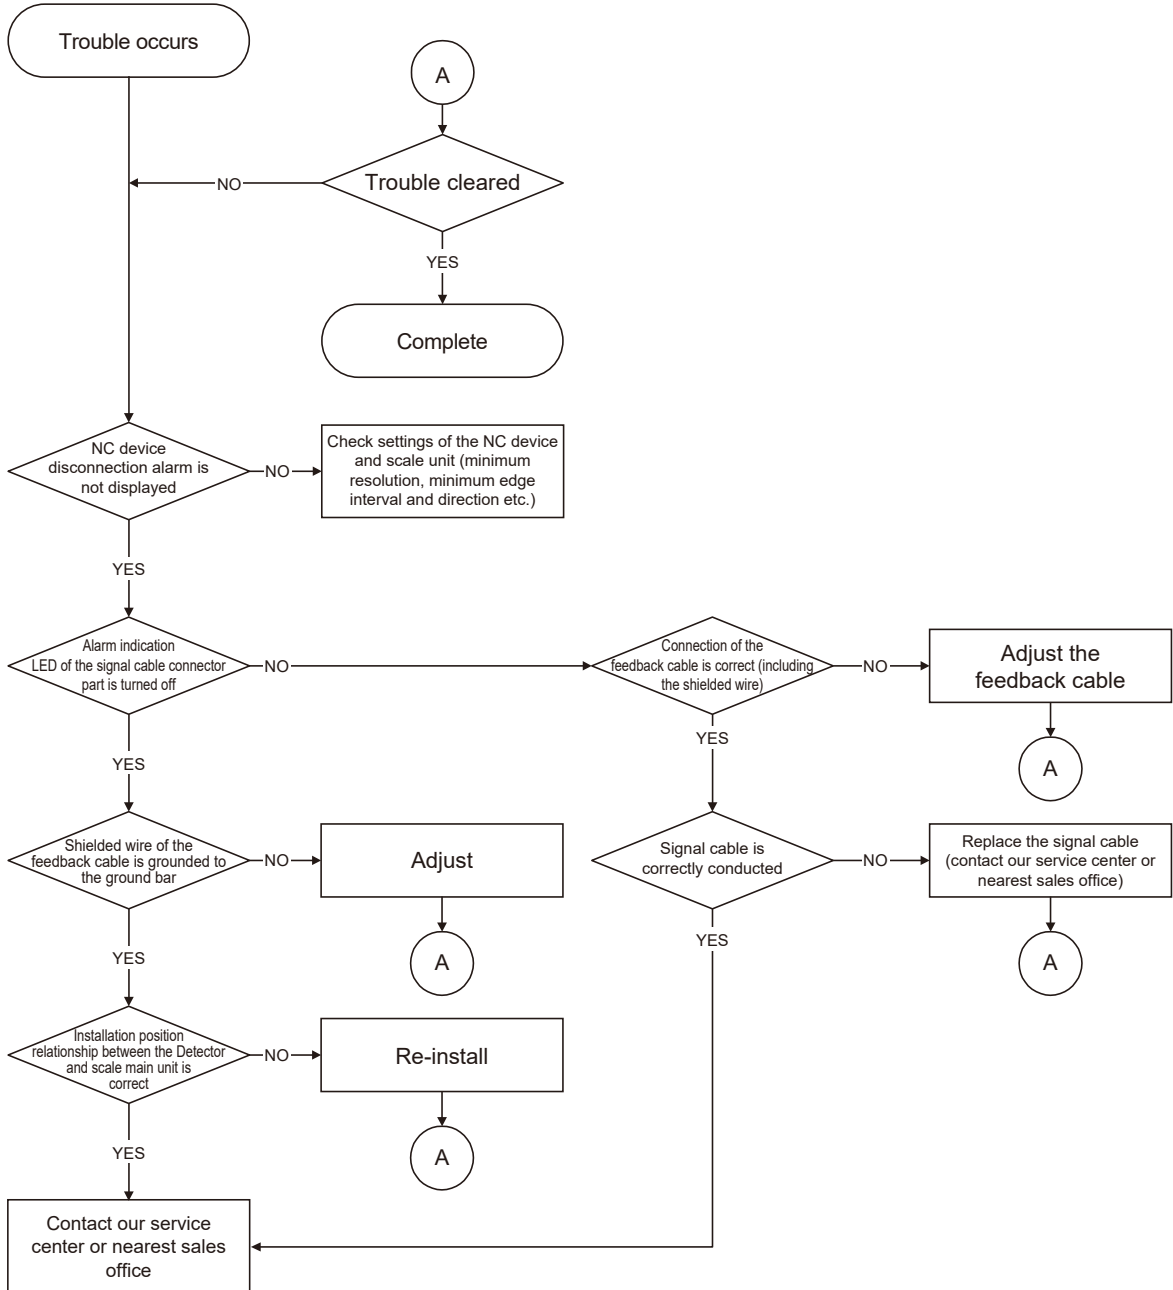 Trouble occurs
A
Trouble cleared
NO
YES
Complete
NC device
disconnection alarm is
not displayed
NO
Check settings of the NC device
and scale unit (minimum
resolution, minimum edge
interval and direction etc.)
YES
Alarm indication
LED of the signal cable connector
part is turned off
NO
Connection of the
feedback cable is correct (including
the shielded wire)
NO
Adjust the
feedback cable
YES
YES
A
Shielded wire of the
feedback cable is grounded to
the ground bar
NO
Adjust
Signal cable is
correctly conducted
NO
Replace the signal cable
(contact our service center or
nearest sales office)
YES
YES
A
A
Installation position
relationship between the Detector
and scale main unit is
correct
NO
Re-install
YES
A
Contact our service
center or nearest sales
office